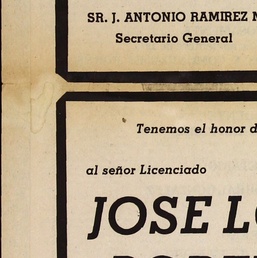 SR. J. ANTONIO RAMIREZ
Secretario General
Tenemos el honor
al señor Licenciado
JOSE